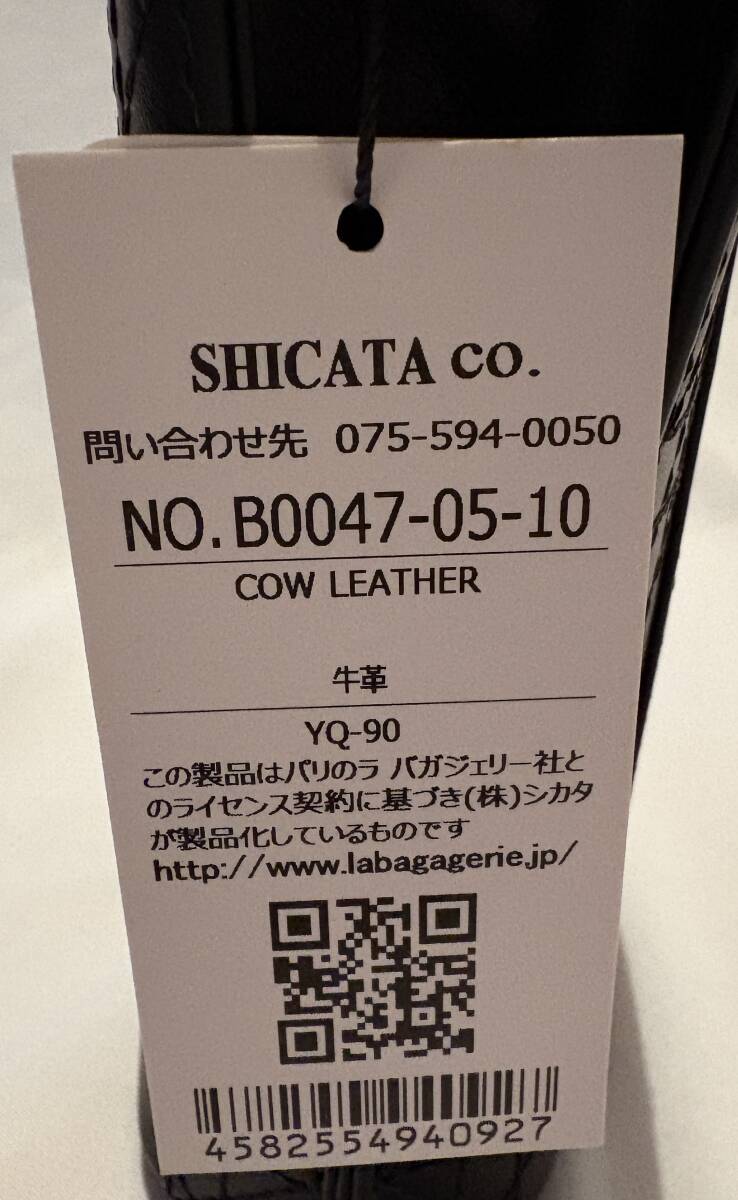 SHICATA CO.
問い合わせ先 075-594-0050
NO.B0047-05-10
COW LEATHER
牛革
YQ-90
この製品はパリのラ バガジェリー社と
のライセンス契約に基づき(株)シカタ
が製品化しているものです
http://www.labagagerie.jp/
4582554940927